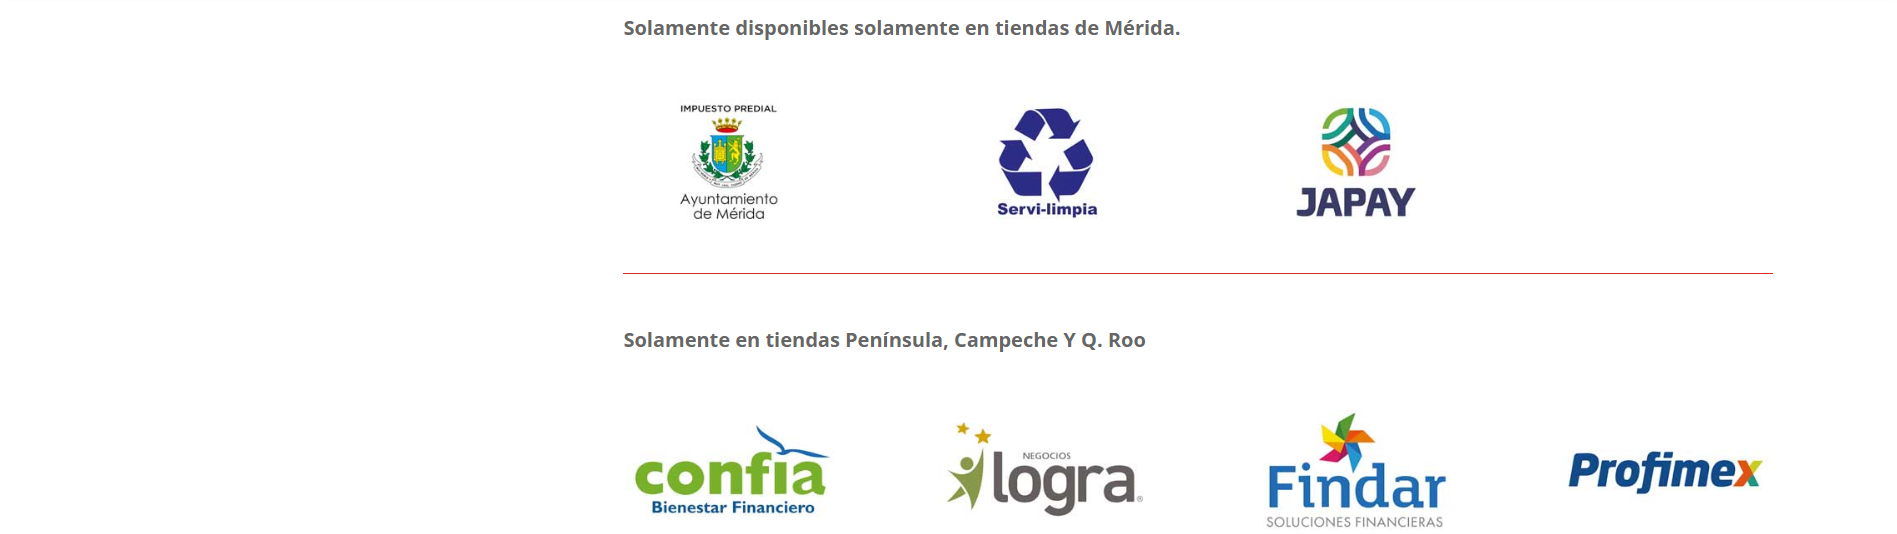 Solamente disponibles solamente en tiendas de Mérida.
IMPUESTO PREDIAL
Ayuntamiento
de Mérida
Servi-limpia
JAPAY
Solamente en tiendas Península, Campeche Y Q. Roo
confía
Bienestar Financiero
NEGOCIOS
logra®
Findar
SOLUCIONES FINANCIERAS
Profimex